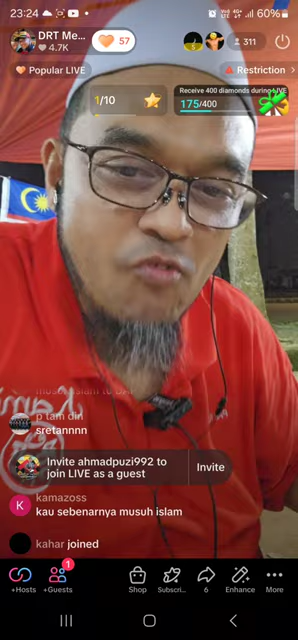 23:24
60%
DRT Me...
4.7K
57
311
Popular LIVE
Restriction >
1/10
Receive 400 diamonds during LIVE
175/400
p lam din
sretannnn
Invite ahmadpuzi992 to
join LIVE as a guest
Invite
K
kamazoss
kau sebenarnya musuh islam
kahar joined
1
+Hosts
+Guests
Shop
Subscri...
6
Enhance
More